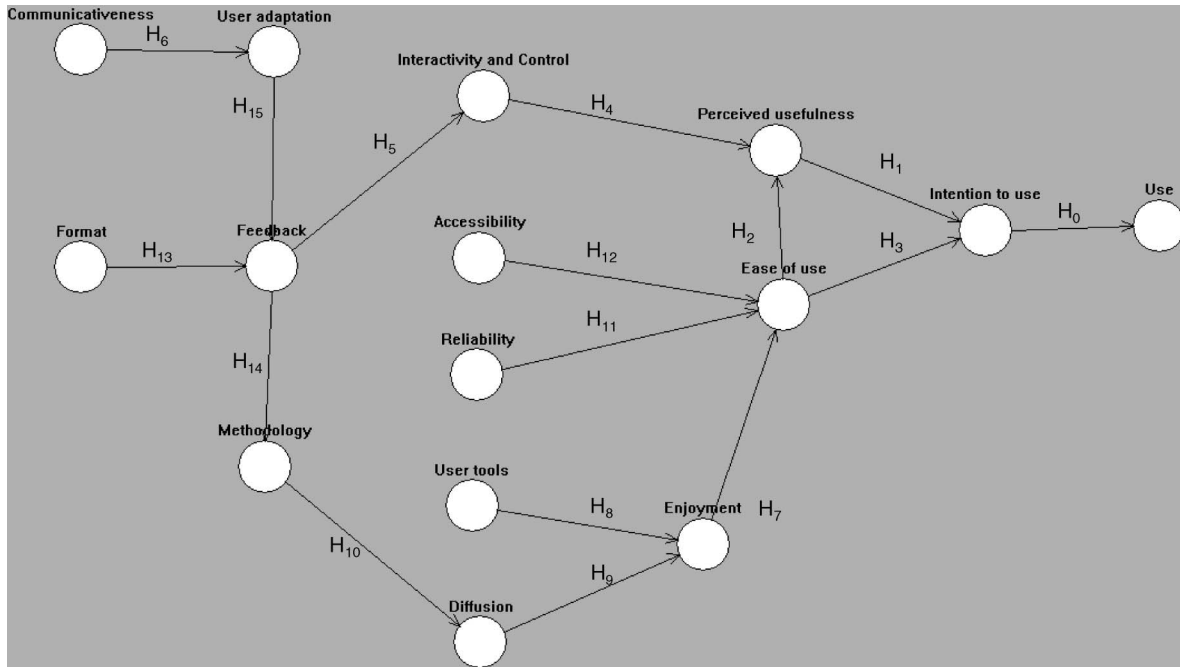 Communicativeness
User adaptation
H6
H15
Interactivity and Control
H4
H5
Perceived usefulness
H1
Intention to use
Use
H0
Format
H13
Feedback
Accessibility
H12
H2
H3
Ease of use
H11
Reliability
H14
Methodology
User tools
H8
Enjoyment
H7
H10
H9
Diffusion